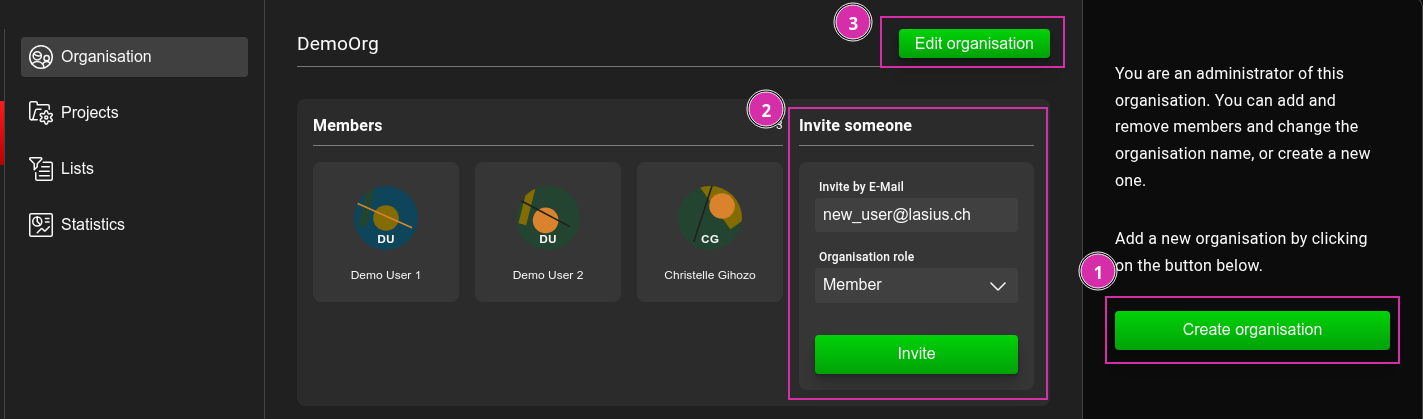 Organisation
Projects
Lists
Statistics
DemoOrg
3
Edit organisation
Members
3
DU
Demo User 1
DU
Demo User 2
CG
Christelle Gihozo
2
Invite someone
Invite by E-Mail
new_user@lasius.ch
Organisation role
Member
Invite
You are an administrator of this
organisation. You can add and
remove members and change the
organisation name, or create a new
one.
Add a new organisation by clicking
on the button below.
1
Create organisation